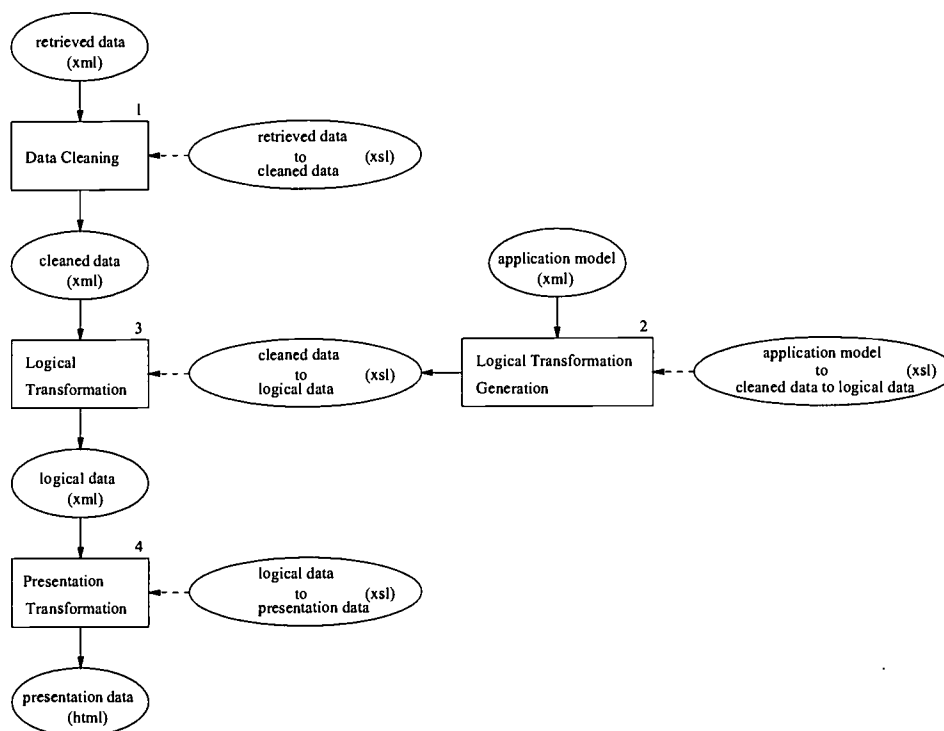 retrieved data
(xml)
1
Data Cleaning
retrieved data
to (xsl)
cleaned data
cleaned data
(xml)
application model
(xml)
3
Logical
Transformation
cleaned data
to (xsl)
logical data
2
Logical Transformation
Generation
application model
to (xsl)
cleaned data to logical data
logical data
(xml)
4
Presentation
Transformation
logical data
to (xsl)
presentation data
presentation data
(html)